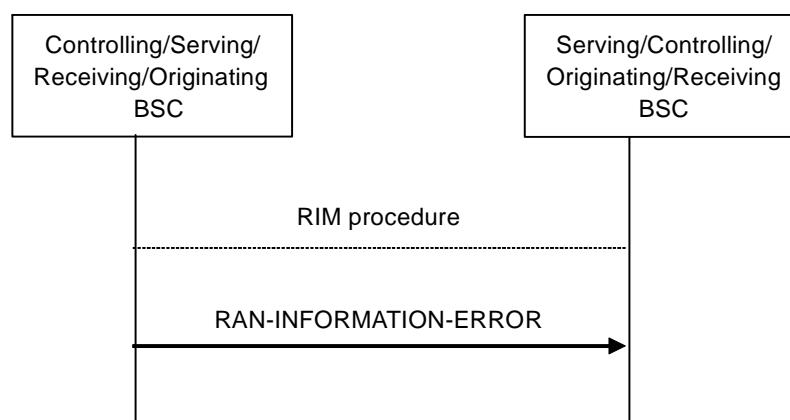 Controlling/Serving/
Receiving/Originating
BSC
Serving/Controlling/
Originating/Receiving
BSC
RIM procedure
RAN-INFORMATION-ERROR